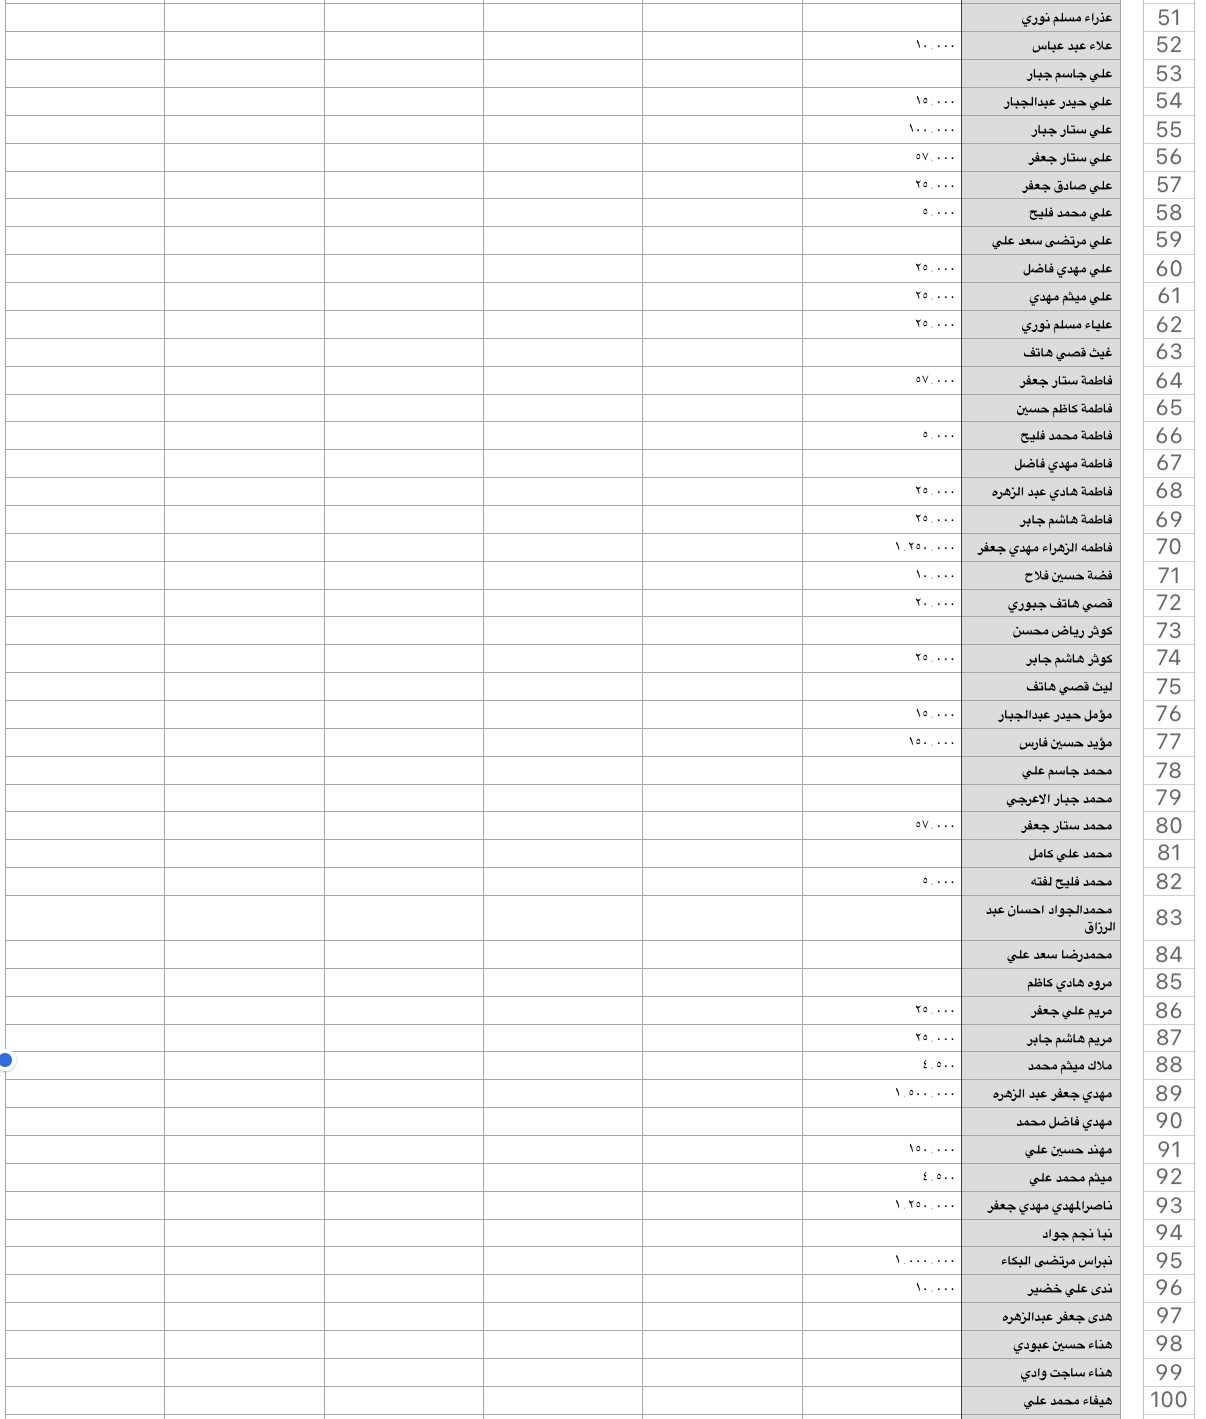 51 عذراء مسلم نوري
52 علاء عبد عباس ١٠.٠٠٠
53 علي جاسم جبار
54 علي حيدر عبدالجبار ١٥.٠٠٠
55 علي ستار جبار ١٠٠.٠٠٠
56 علي ستار جعفر ٥٧.٠٠٠
57 علي صادق جعفر ٢٥.٠٠٠
58 علي محمد فليح ٥.٠٠٠
59 علي مرتضى سعد علي
60 علي مهدي فاضل ٢٥.٠٠٠
61 علي ميثم مهدي ٢٥.٠٠٠
62 علياء مسلم نوري ٢٥.٠٠٠
63 غيث قصي هاتف
64 فاطمة ستار جعفر ٥٧.٠٠٠
65 فاطمة كاظم حسين
66 فاطمة محمد فليح ٥.٠٠٠
67 فاطمة مهدي فاضل
68 فاطمة هادي عبد الزهره ٢٥.٠٠٠
69 فاطمة هاشم جابر ٢٥.٠٠٠
70 فاطمه الزهراء مهدي جعفر ١.٢٥٠.٠٠٠
71 فضة حسين فلاح ١٠.٠٠٠
72 قصي هاتف جبوري ٢٠.٠٠٠
73 كوثر رياض محسن
74 كوثر هاشم جابر ٢٥.٠٠٠
75 ليث قصي هاتف
76 مؤمل حيدر عبدالجبار ١٥.٠٠٠
77 مؤيد حسين فارس ١٥٠.٠٠٠
78 محمد جاسم علي
79 محمد جبار الاعرجي
80 محمد ستار جعفر ٥٧.٠٠٠
81 محمد علي كامل
82 محمد فليح لفته ٥.٠٠٠
83 محمدالجواد احسان عبد
الرزاق
84 محمدرضا سعد علي
85 مروه هادي كاظم
86 مريم علي جعفر ٢٥.٠٠٠
87 مريم هاشم جابر ٢٥.٠٠٠
88 ملاك ميثم محمد ٤.٥٠٠
89 مهدي جعفر عبد الزهره ١.٥٠٠.٠٠٠
90 مهدي فاضل محمد
91 مهند حسين علي ١٥٠.٠٠٠
92 ميثم محمد علي ٤.٥٠٠
93 ناصرالمهدي مهدي جعفر ١.٢٥٠.٠٠٠
94 نبأ نجم جواد
95 نبراس مرتضى البكاء ١.٠٠٠.٠٠٠
96 ندى علي خضير ١٠.٠٠٠
97 هدى جعفر عبدالزهره
98 هناء حسين عبودي
99 هناء ساجت وادي
100 هيفاء محمد علي